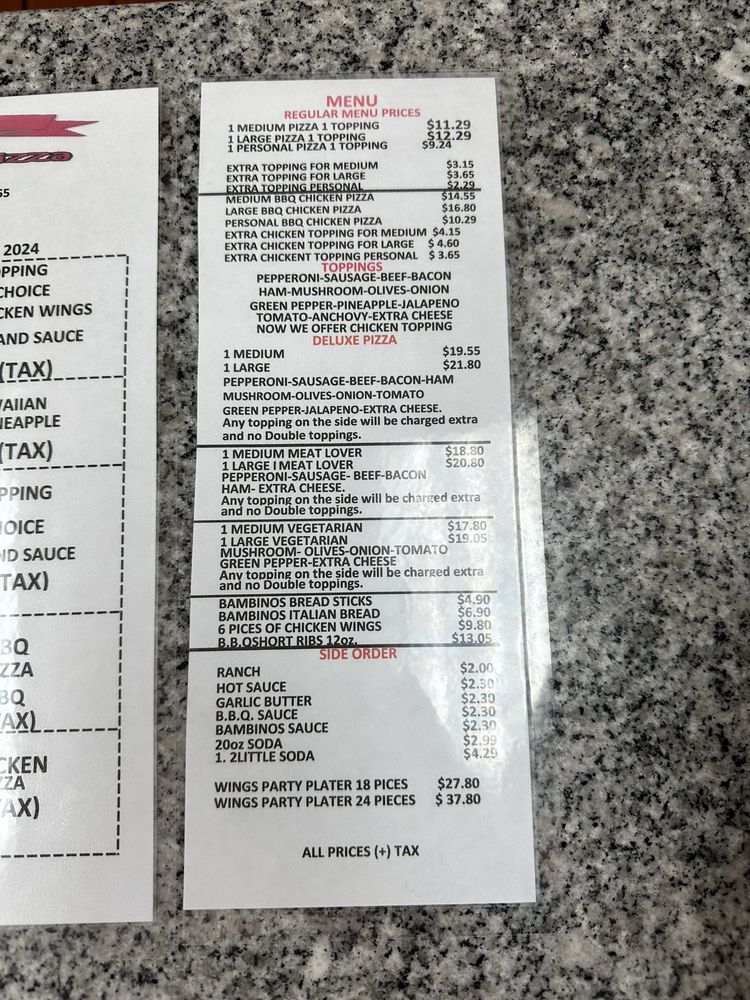 55
2024
OPPING
CHOICE
CKEN WINGS
AND SAUCE
(TAX)
AIIAN
NEAPPLE
(TAX)
PPING
HOICE
ND SAUCE
TAX)
BQ
ZZA
BQ
AX)
CKEN
ZZA
AX)
MENU
REGULAR MENU PRICES
1 MEDIUM PIZZA 1 TOPPING $11.29
1 LARGE PIZZA 1 TOPPING $12.29
1 PERSONAL PIZZA 1 TOPPING $9.24
EXTRA TOPPING FOR MEDIUM $3.15
EXTRA TOPPING FOR LARGE $3.65
EXTRA TOPPING PERSONAL $2.29
MEDIUM BBQ CHICKEN PIZZA $14.55
LARGE BBQ CHICKEN PIZZA $16.80
PERSONAL BBQ CHICKEN PIZZA $10.29
EXTRA CHICKEN TOPPING FOR MEDIUM $4.15
EXTRA CHICKEN TOPPING FOR LARGE $ 4.60
EXTRA CHICKENT TOPPING PERSONAL $ 3.65
TOPPINGS
PEPPERONI-SAUSAGE-BEEF-BACON
HAM-MUSHROOM-OLIVES-ONION
GREEN PEPPER-PINEAPPLE-JALAPENO
TOMATO-ANCHOVY-EXTRA CHEESE
NOW WE OFFER CHICKEN TOPPING
DELUXE PIZZA
1 MEDIUM $19.55
1 LARGE $21.80
PEPPERONI-SAUSAGE-BEEF-BACON-HAM
MUSHROOM-OLIVES-ONION-TOMATO
GREEN PEPPER-JALAPENO-EXTRA CHEESE.
Any topping on the side will be charged extra
and no Double toppings.
1 MEDIUM MEAT LOVER $18.80
1 LARGE I MEAT LOVER $20.80
PEPPERONI-SAUSAGE- BEEF-BACON
HAM- EXTRA CHEESE.
Any topping on the side will be charged extra
and no Double toppings.
1 MEDIUM VEGETARIAN $17.80
1 LARGE VEGETARIAN $19.05
MUSHROOM- OLIVES-ONION-TOMATO
GREEN PEPPER-EXTRA CHEESE
Any topping on the side will be charged extra
and no Double toppings.
BAMBINOS BREAD STICKS $4.90
BAMBINOS ITALIAN BREAD $6.90
6 PICES OF CHICKEN WINGS $9.80
B.B.QSHORT RIBS 12oz. $13.05
SIDE ORDER
RANCH $2.00
HOT SAUCE $2.30
GARLIC BUTTER $2.30
B.B.Q. SAUCE $2.30
BAMBINOS SAUCE $2.30
20oz SODA $2.99
1. 2LITTLE SODA $4.29
WINGS PARTY PLATER 18 PICES $27.80
WINGS PARTY PLATER 24 PIECES $ 37.80
ALL PRICES (+) TAX